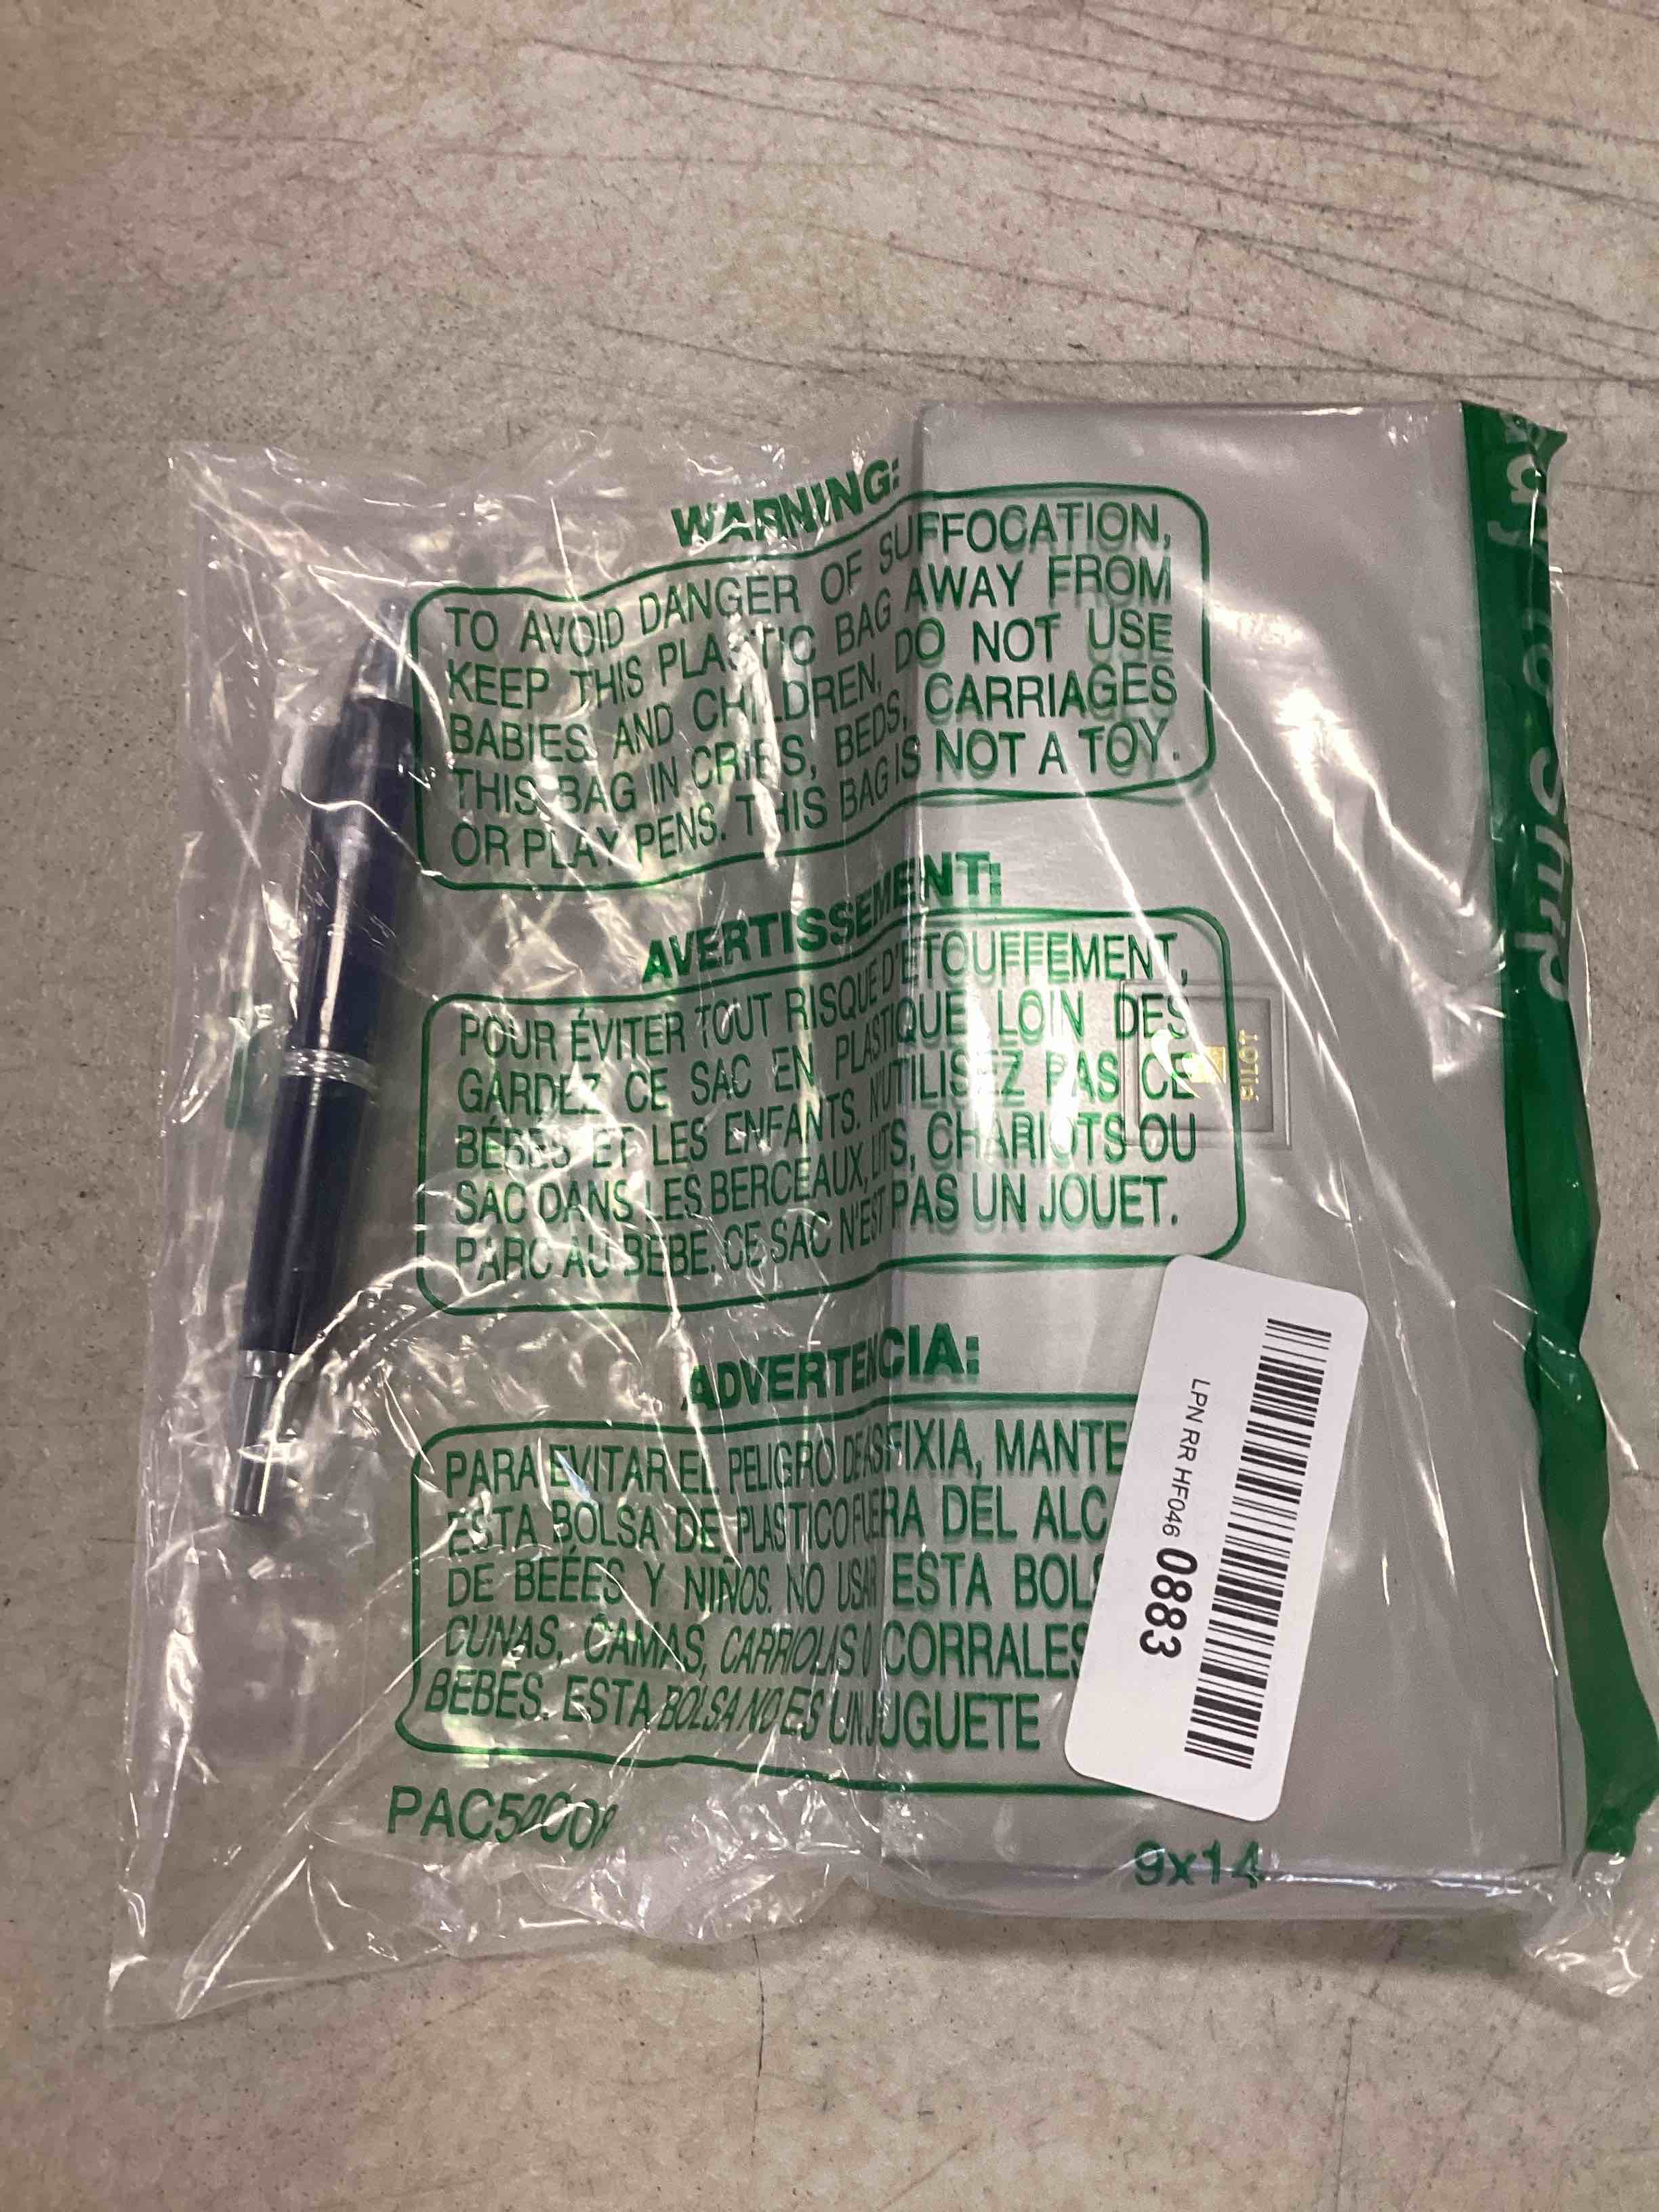 WARNING:
TO AVOID DANGER OF SUFFOCATION,
KEEP THIS PLASTIC BAG AWAY FROM
BABIES AND CHILDREN, DO NOT USE
THIS BAG IN CRIBS, BEDS, CARRIAGES
OR PLAY PENS. THIS BAG IS NOT A TOY.
AVERTISSEMENT:
POUR ÉVITER TOUT RISQUE D'ETOUFFEMENT,
GARDEZ CE SAC EN PLASTIQUE LOIN DES
BÉBES ET LES ENFANTS. N'UTILISEZ PAS CE
SAC DANS LES BERCEAUX, LITS, CHARIOTS OU
PARC AU BEBE. CE SAC N'EST PAS UN JOUET.
PILOT
ADVERTENCIA:
PARA EVITAR EL PELIGRO DE ASFIXIA, MANTE
ESTA BOLSA DE PLASTICO FUERA DEL ALC
DE BEÉES Y NIÑOS. NO USAR ESTA BOLS
CUNAS, CAMAS, CARRIOLAS O CORRALES
BEBES. ESTA BOLSA NO ES UN JUGUETE
LPN RR HF046 0883
9x14